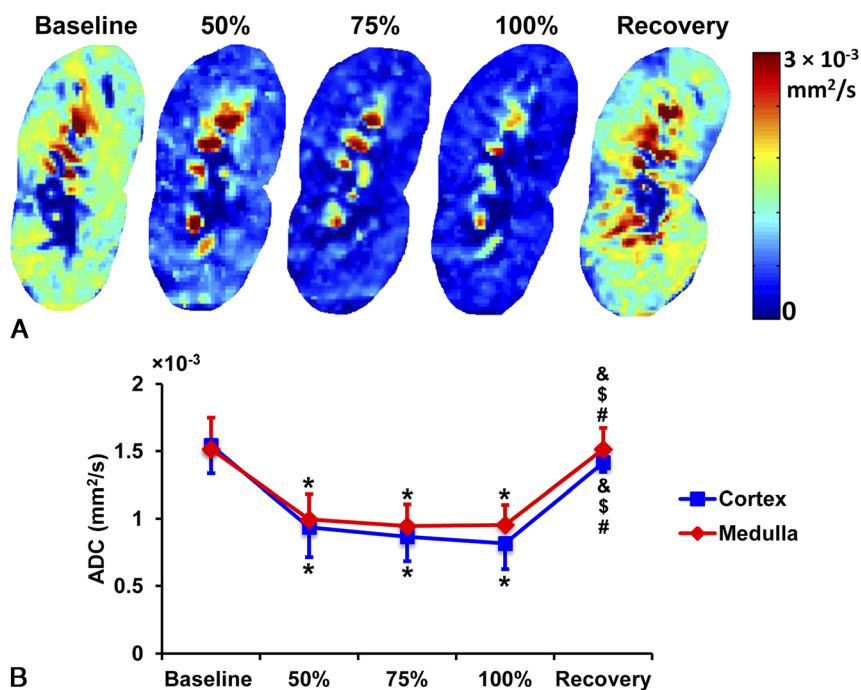 Baseline 50% 75% 100% Recovery
3 × 10⁻³
mm²/s
0
A
×10⁻³
2
1.5
1
0.5
0
ADC (mm²/s)
* * *
* * *
&
$
#
&
$
#
Cortex
Medulla
Baseline 50% 75% 100% Recovery
B